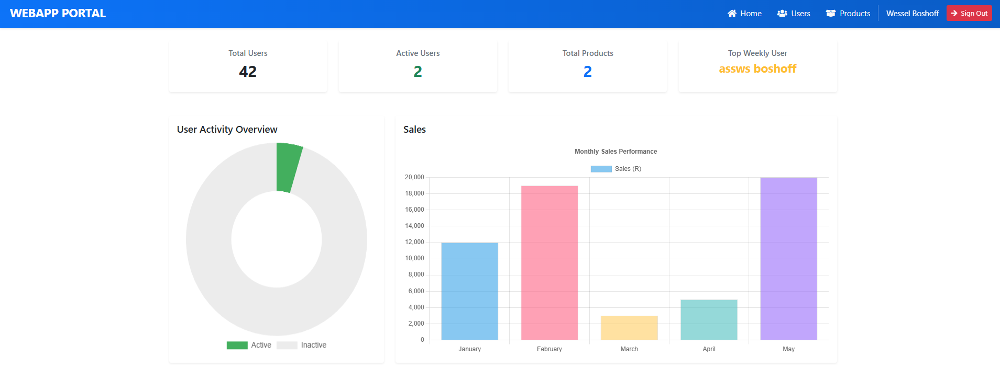 WEBAPP PORTAL
Home
Users
Products
Wessel Boshoff
Sign Out
Total Users
42
Active Users
2
Total Products
2
Top Weekly User
assws boshoff
User Activity Overview
Active
Inactive
Sales
Monthly Sales Performance
Sales (R)
20,000
18,000
16,000
14,000
12,000
10,000
8,000
6,000
4,000
2,000
0
January
February
March
April
May